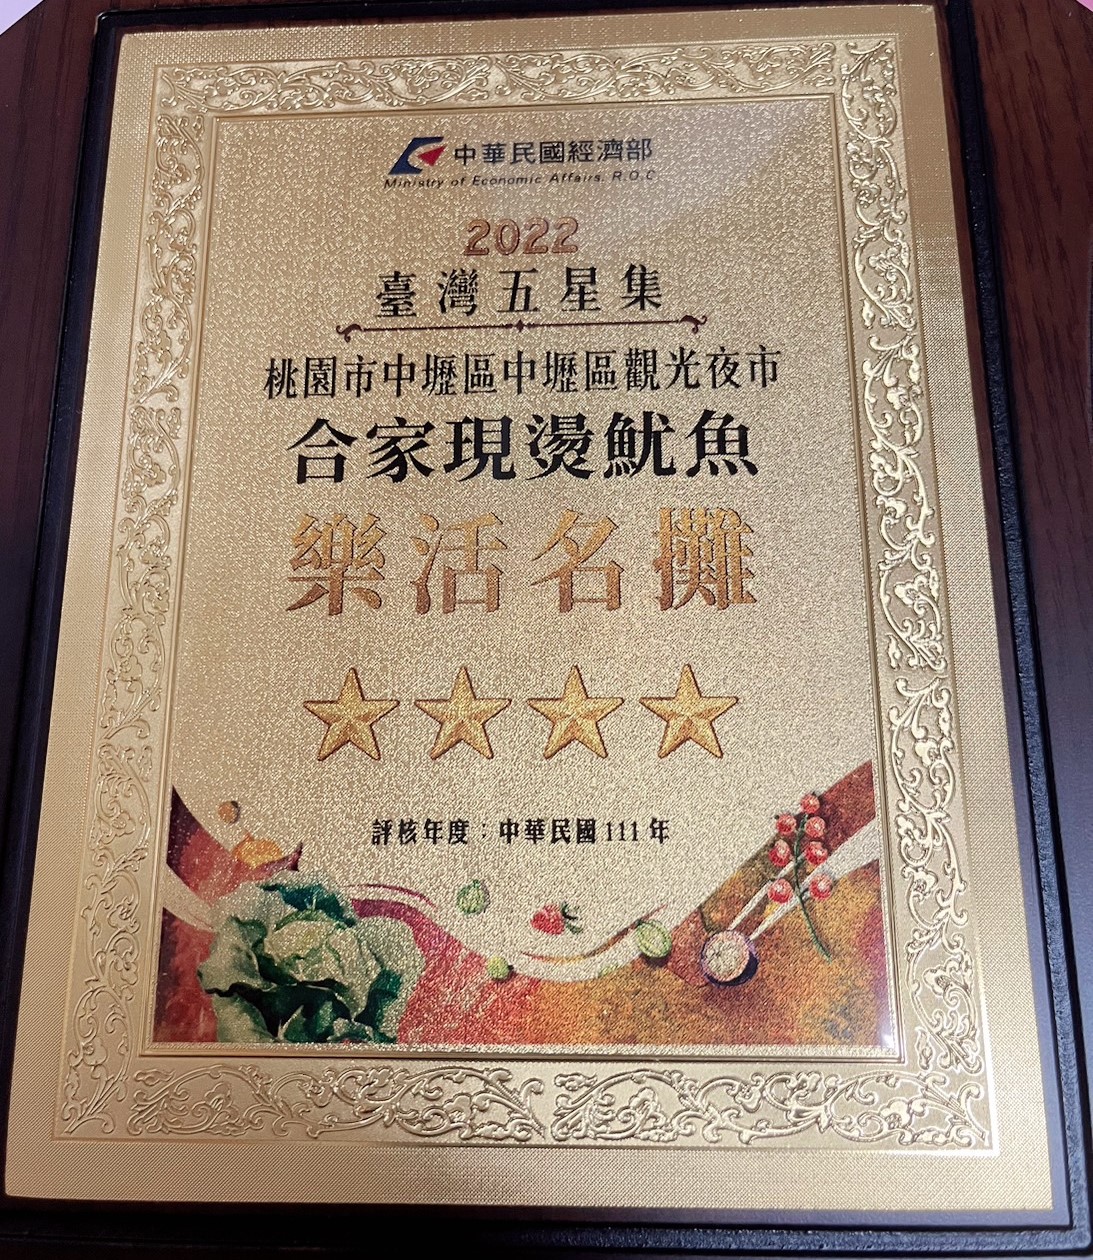 中華民國經濟部
Ministry of Economic Affairs, R.O.C
2022
臺灣五星集
桃園市中壢區中壢區觀光夜市
合家現燙魷魚
樂活名攤
評核年度：中華民國111年